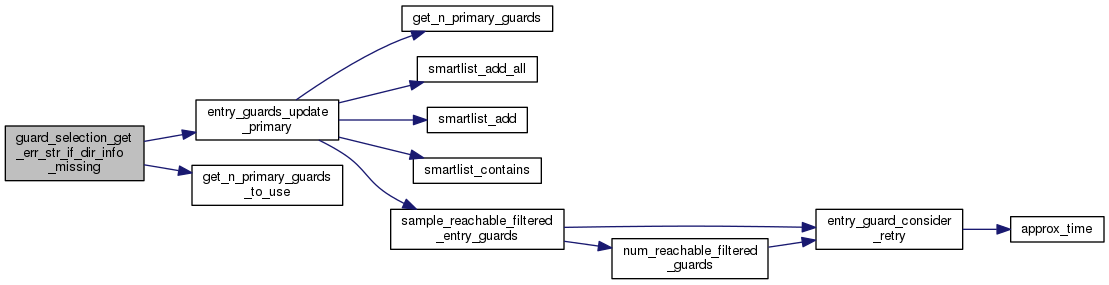 guard_selection_get
_err_str_if_dir_info
_missing
entry_guards_update
_primary
get_n_primary_guards
_to_use
get_n_primary_guards
smartlist_add_all
smartlist_add
smartlist_contains
sample_reachable_filtered
_entry_guards
num_reachable_filtered
_guards
entry_guard_consider
_retry
approx_time